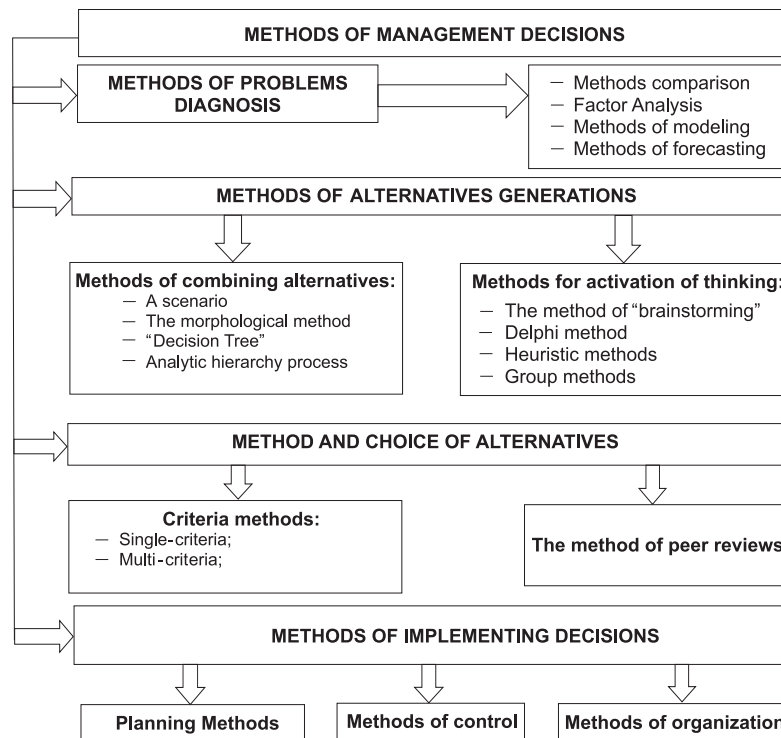 METHODS OF MANAGEMENT DECISIONS
METHODS OF PROBLEMS
DIAGNOSIS
— Methods comparison
— Factor Analysis
— Methods of modeling
— Methods of forecasting
METHODS OF ALTERNATIVES GENERATIONS
Methods of combining alternatives:
— A scenario
— The morphological method
— “Decision Tree”
— Analytic hierarchy process
Methods for activation of thinking:
— The method of “brainstorming”
— Delphi method
— Heuristic methods
— Group methods
METHOD AND CHOICE OF ALTERNATIVES
Criteria methods:
— Single-criteria;
— Multi-criteria;
The method of peer reviews
METHODS OF IMPLEMENTING DECISIONS
Planning Methods
Methods of control
Methods of organization